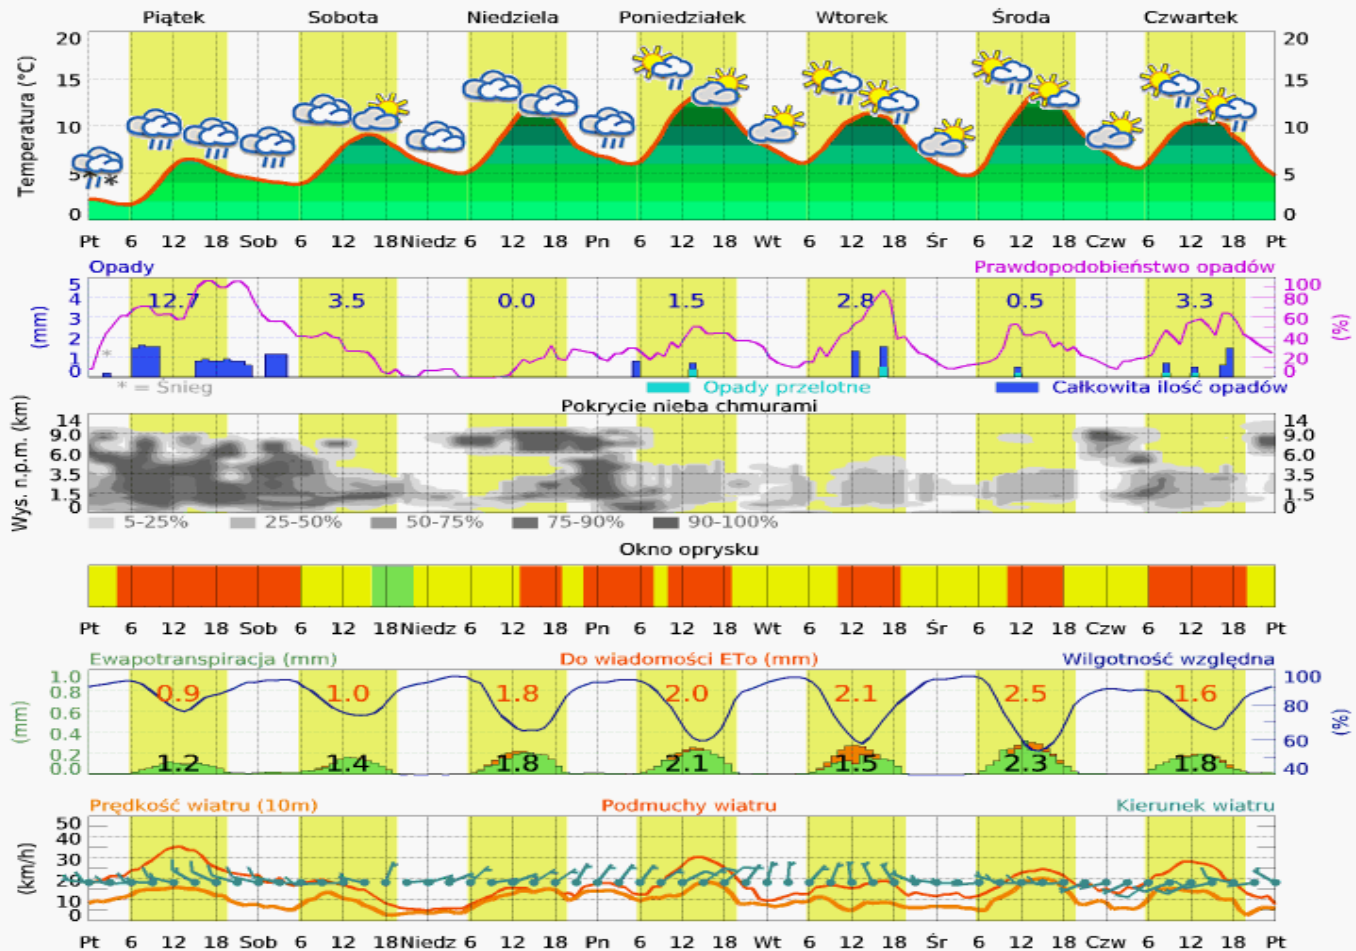 Piątek Sobota Niedziela Poniedziałek Wtorek Środa Czwartek
Temperatura (°C)
20 20
15 15
10 10
5 5
0 0
* *
Pt 6 12 18 Sob 6 12 18 Niedz 6 12 18 Pn 6 12 18 Wt 6 12 18 Śr 6 12 18 Czw 6 12 18 Pt
Opady Prawdopodobieństwo opadów
(mm) (%)
5 100
4 80
3 60
2 40
1 20
0 0
12.7 3.5 0.0 1.5 2.8 0.5 3.3
*
* = Śnieg Opady przelotne Całkowita ilość opadów
Pokrycie nieba chmurami
Wys. n.p.m. (km)
14 14
9.0 9.0
6.0 6.0
3.5 3.5
1.5 1.5
0 0
5-25% 25-50% 50-75% 75-90% 90-100%
Okno oprysku
Pt 6 12 18 Sob 6 12 18 Niedz 6 12 18 Pn 6 12 18 Wt 6 12 18 Śr 6 12 18 Czw 6 12 18 Pt
Ewapotranspiracja (mm) Do wiadomości ETo (mm) Wilgotność względna
(mm) (%)
1.0 100
0.8 80
0.6 60
0.4 40
0.2
0.0
0.9 1.0 1.8 2.0 2.1 2.5 1.6
1.2 1.4 1.8 2.1 1.5 2.3 1.8
Prędkość wiatru (10m) Podmuchy wiatru Kierunek wiatru
(km/h)
50
40
30
20
10
0
Pt 6 12 18 Sob 6 12 18 Niedz 6 12 18 Pn 6 12 18 Wt 6 12 18 Śr 6 12 18 Czw 6 12 18 Pt